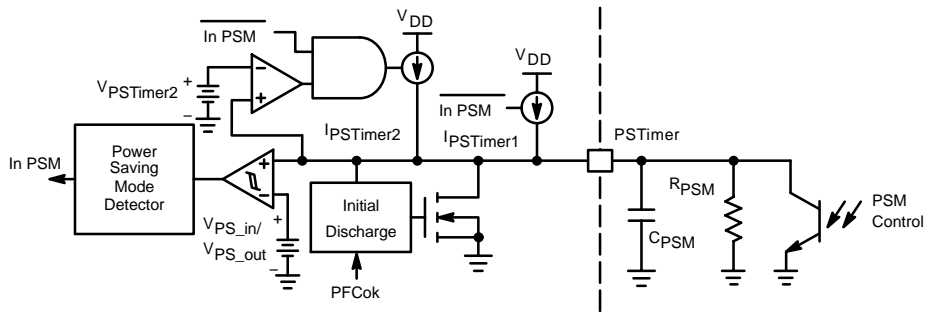 In PSM
VDD
VPSTimer2
+
−
−
+
VDD
In PSM
IPSTimer2
IPSTimer1
PSTimer
In PSM
Power
Saving
Mode
Detector
+
−
VPS_in/
VPS_out
+
−
Initial
Discharge
PFCok
CPSM
RPSM
PSM
Control